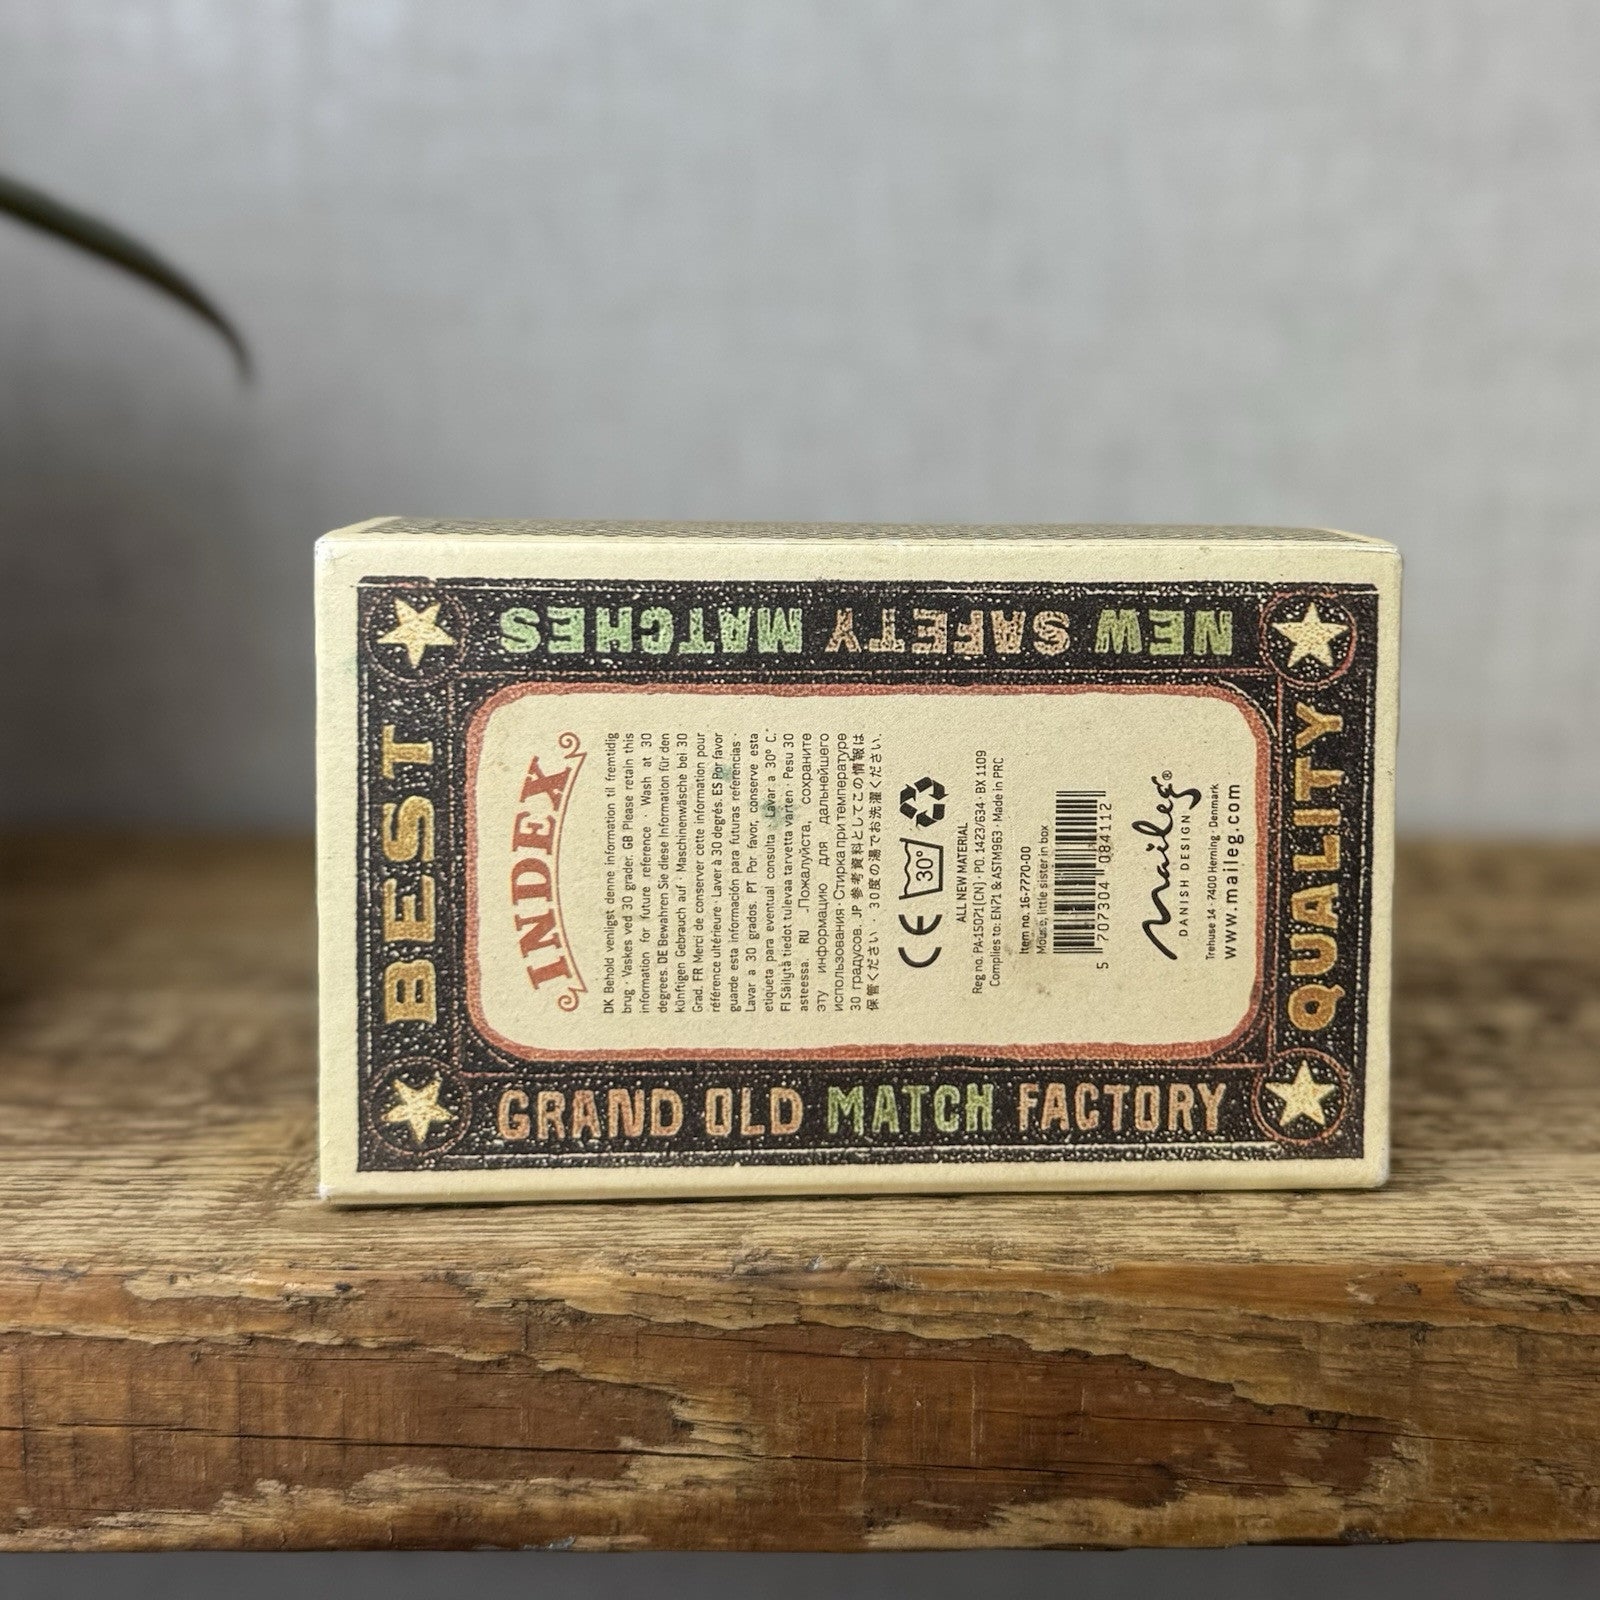 NEW SAFETY MATCHES
BEST
QUALITY
GRAND OLD MATCH FACTORY
INDEX
DK Behold venligst denne information til fremtidig
brug · Vaskes ved 30 grader. GB Please retain this
information for future reference · Wash at 30
degrees. DE Bewahren Sie diese Information für den
künftigen Gebrauch auf · Maschinenwäsche bei 30
Grad. FR Merci de conserver cette information pour
référence ultérieure · Laver à 30 degrés. ES Por favor
guarde esta información para futuras referencias ·
Lavar a 30 grados. PT Por favor, conserve esta
etiqueta para eventual consulta · Lavar a 30º C.
FI Säilytä tiedot tulevaa tarvetta varten · Pesu 30
asteessa. RU Пожалуйста, сохраните
эту информацию для дальнейшего
использования · Стирка при температуре
30 градусов. JP 参考資料としてこの情報は
保管ください · 30度の湯でお洗濯ください.
CE 30°
ALL NEW MATERIAL
Reg no. PA-15071(CN) · PO. 1423/634 · BX 1109
Complies to: EN71 & ASTM963 · Made in PRC
Item no. 16-7770-00
Mouse, little sister in box
5 707304 084112
maileg®
DANISH DESIGN
Trehuse 14 · 7400 Herning · Denmark
www.maileg.com